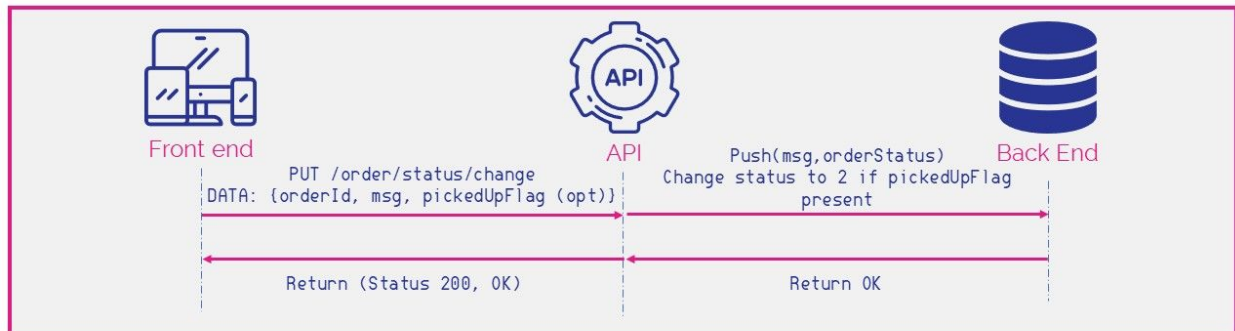 API
Front end
API
Back End
PUT /order/status/change
DATA: {orderId, msg, pickedUpFlag (opt)}
Push(msg,orderStatus)
Change status to 2 if pickedUpFlag
present
Return (Status 200, OK)
Return OK